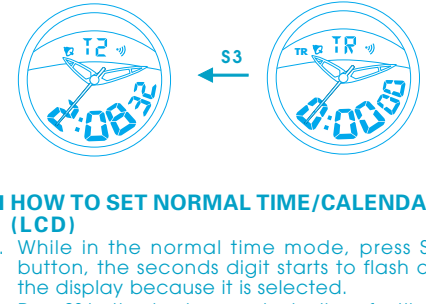 T2
S3
TR TR
08 32
0:00 00
HOW TO SET NORMAL TIME/CALENDA
(LCD)
. While in the normal time mode, press S
button, the seconds digit starts to flash o
the display because it is selected.